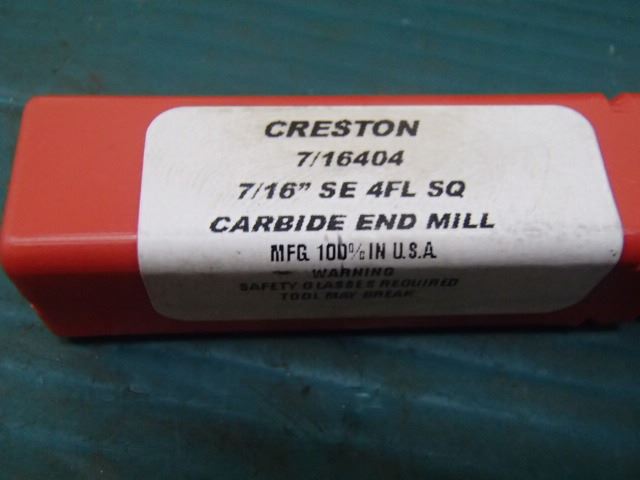 CRESTON
7/16404
7/16" SE 4FL SQ
CARBIDE END MILL
MFG. 100% IN U.S.A.
WARNING
SAFETY GLASSES REQUIRED
TOOL MAY BREAK